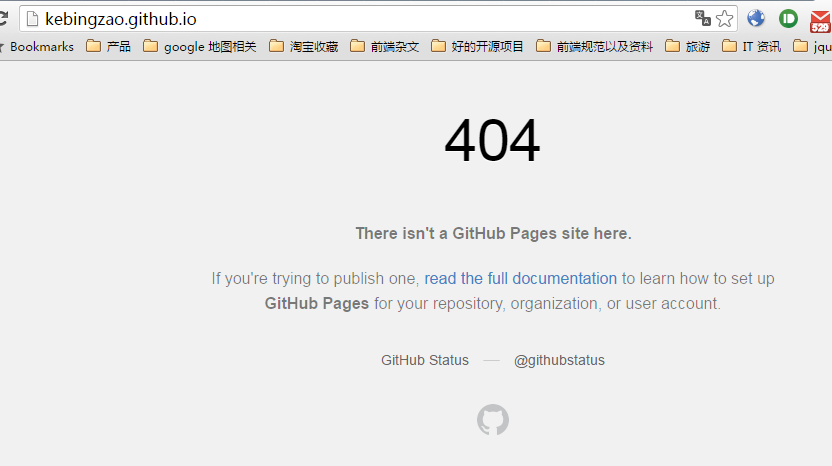 kebingzao.github.io
529
Bookmarks 产品 google 地图相关 淘宝收藏 前端杂文 好的开源项目 前端规范以及资料 旅游 IT 资讯 jqu
404
There isn't a GitHub Pages site here.
If you're trying to publish one, read the full documentation to learn how to set up
GitHub Pages for your repository, organization, or user account.
GitHub Status — @githubstatus